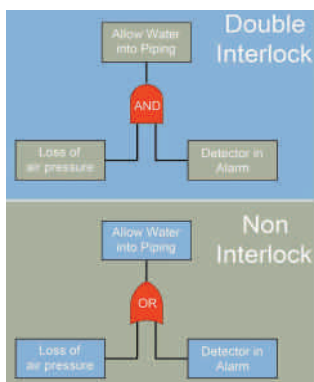 Double
Interlock
Allow Water
into Piping
AND
Loss of
air pressure
Detector in
Alarm
Non
Interlock
Allow Water
into Piping
OR
Loss of
air pressure
Detector in
Alarm